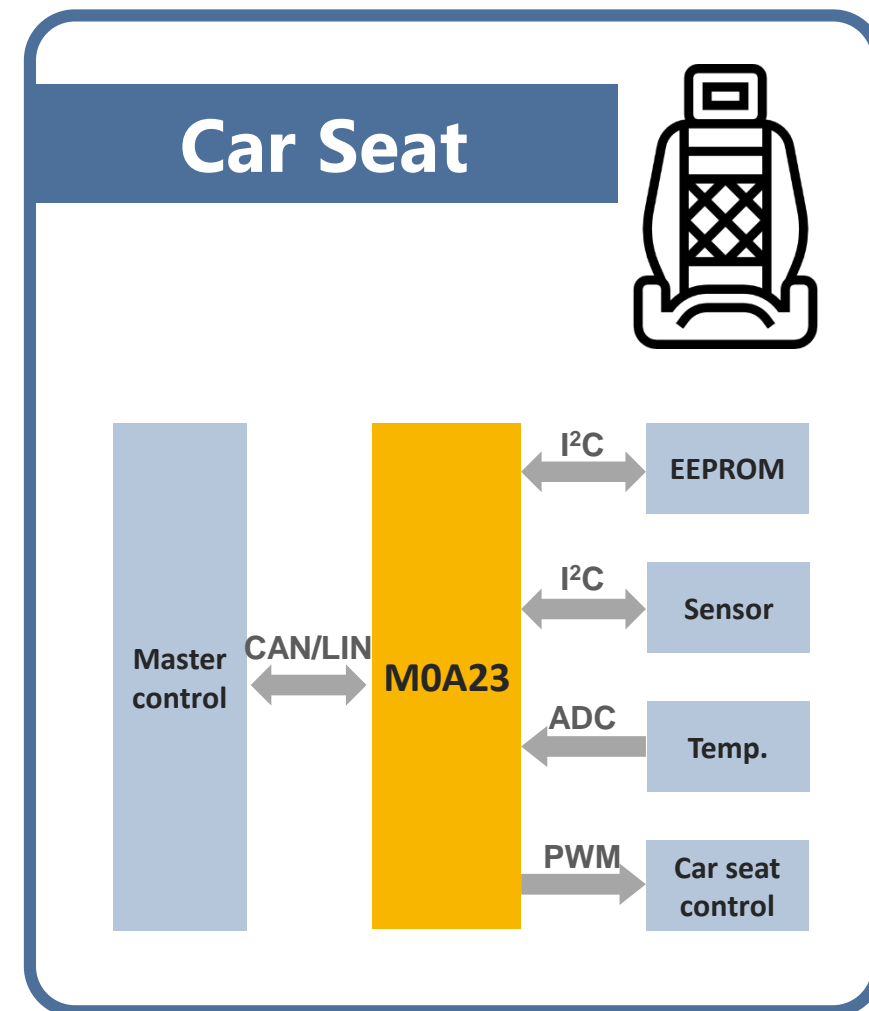 Car Seat
Master
control
CAN/LIN
M0A23
I²C
EEPROM
I²C
Sensor
ADC
Temp.
PWM
Car seat
control